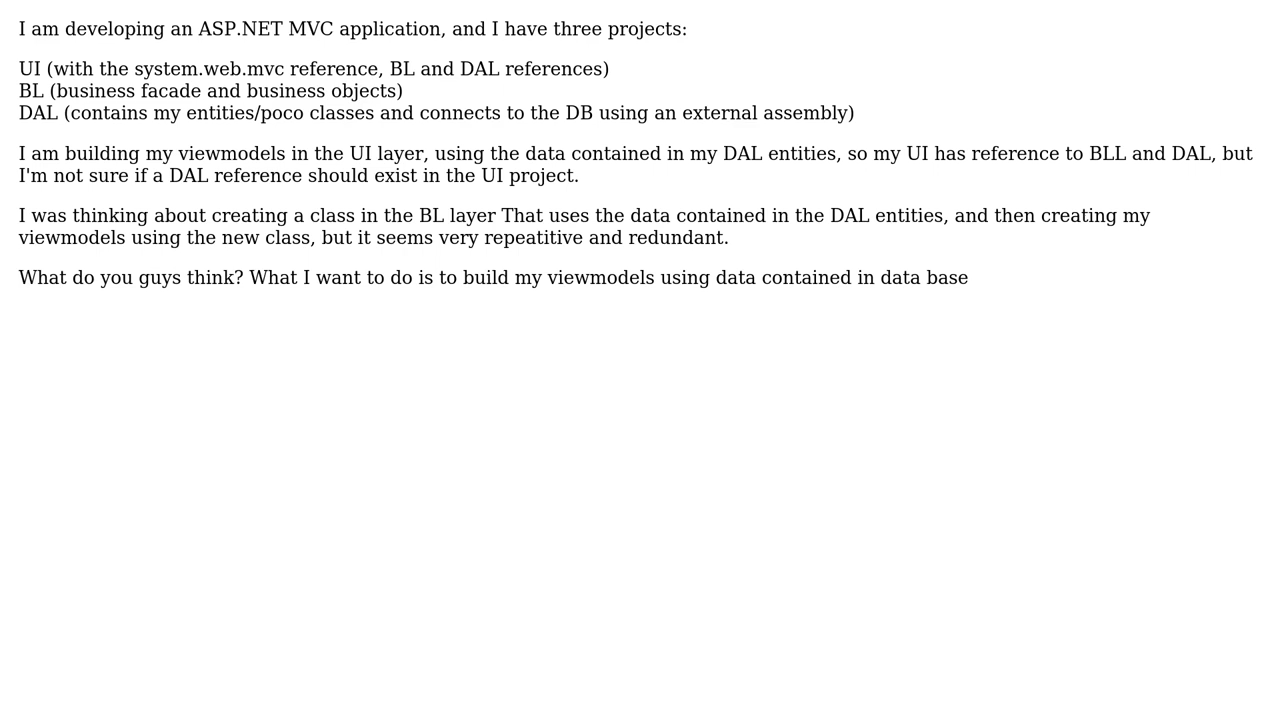 I am developing an ASP.NET MVC application, and I have three projects:
UI (with the system.web.mvc reference, BL and DAL references)
BL (business facade and business objects)
DAL (contains my entities/poco classes and connects to the DB using an external assembly)
I am building my viewmodels in the UI layer, using the data contained in my DAL entities, so my UI has reference to BLL and DAL, but
I'm not sure if a DAL reference should exist in the UI project.
I was thinking about creating a class in the BL layer That uses the data contained in the DAL entities, and then creating my
viewmodels using the new class, but it seems very repeatitive and redundant.
What do you guys think? What I want to do is to build my viewmodels using data contained in data base